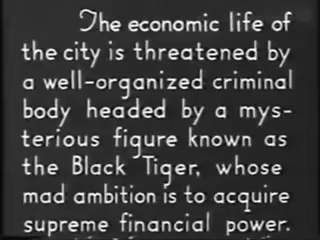 The economic life of
the city is threatened by
a well-organized criminal
body headed by a mys-
terious figure known as
the Black Tiger, whose
mad ambition is to acquire
supreme financial power.